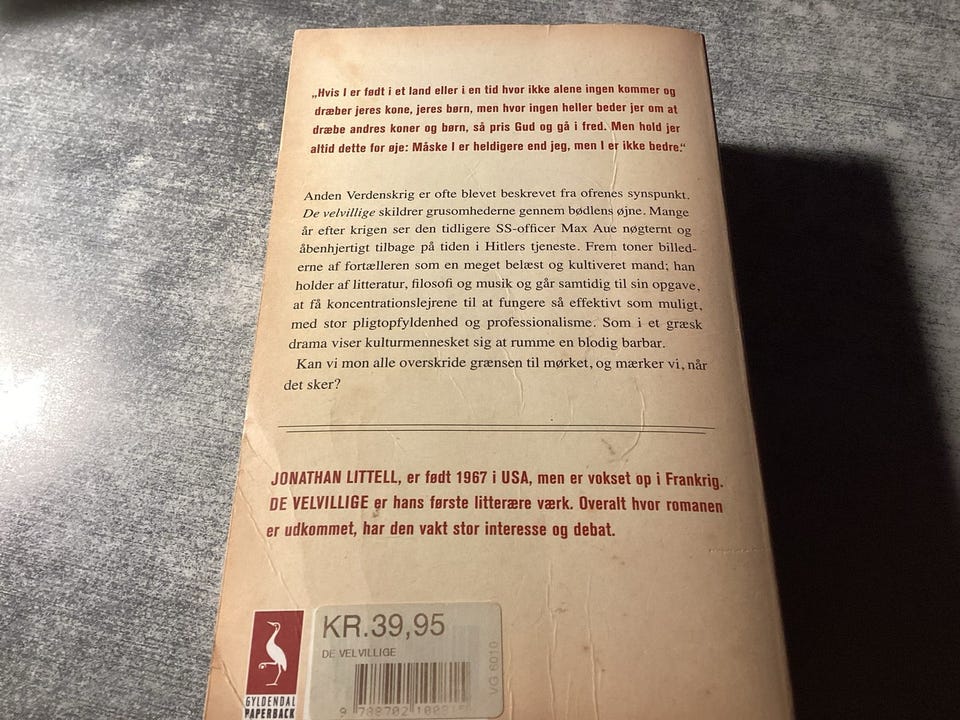 „Hvis I er født i et land eller i en tid hvor ikke alene ingen kommer og
dræber jeres kone, jeres børn, men hvor ingen heller beder jer om at
dræbe andres koner og børn, så pris Gud og gå i fred. Men hold jer
altid dette for øje: Måske I er heldigere end jeg, men I er ikke bedre.“
Anden Verdenskrig er ofte blevet beskrevet fra ofrenes synspunkt.
De velvillige skildrer grusomhederne gennem bødlens øjne. Mange
år efter krigen ser den tidligere SS-officer Max Aue nøgternt og
åbenhjertigt tilbage på tiden i Hitlers tjeneste. Frem toner billed-
erne af fortælleren som en meget belæst og kultiveret mand; han
holder af litteratur, filosofi og musik og går samtidig til sin opgave,
at få koncentrationslejrene til at fungere så effektivt som muligt,
med stor pligtopfyldenhed og professionalisme. Som i et græsk
drama viser kulturmennesket sig at rumme en blodig barbar.
Kan vi mon alle overskride grænsen til mørket, og mærker vi, når
det sker?
JONATHAN LITTELL, er født 1967 i USA, men er vokset op i Frankrig.
DE VELVILLIGE er hans første litterære værk. Overalt hvor romanen
er udkommet, har den vakt stor interesse og debat.
KR.39,95
DE VELVILLIGE
VG 6010
GYLDENDAL
PAPERBACK